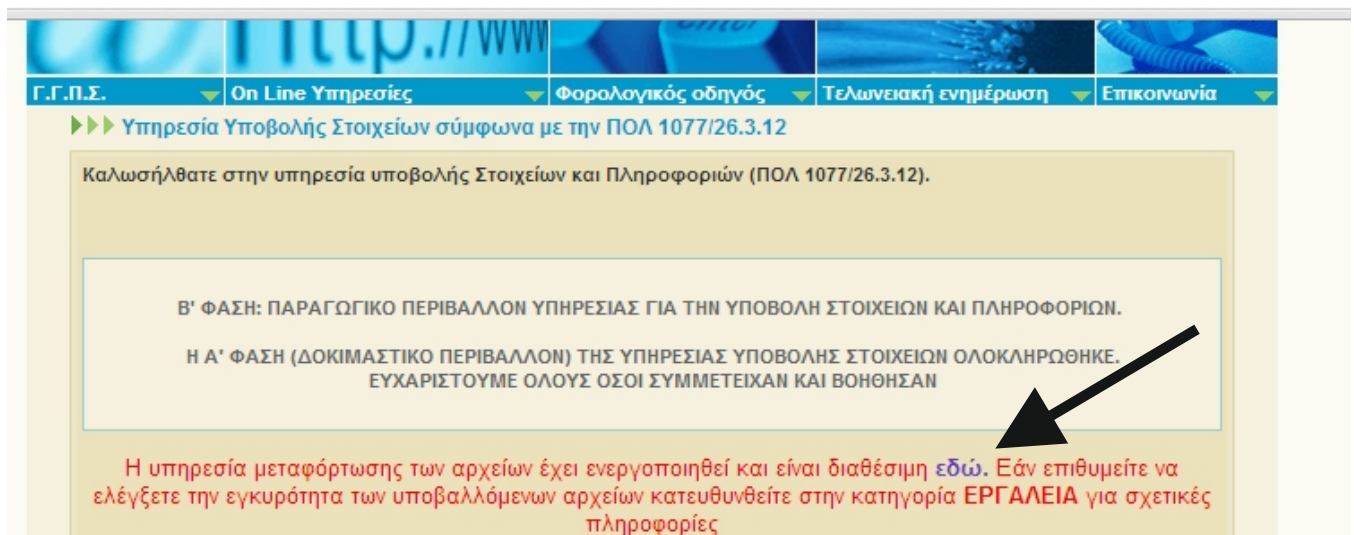 http://www enter
Γ.Γ.Π.Σ. On Line Υπηρεσίες Φορολογικός οδηγός Τελωνειακή ενημέρωση Επικοινωνία
Υπηρεσία Υποβολής Στοιχείων σύμφωνα με την ΠΟΛ 1077/26.3.12
Καλωσήλθατε στην υπηρεσία υποβολής Στοιχείων και Πληροφοριών (ΠΟΛ 1077/26.3.12).
Β' ΦΑΣΗ: ΠΑΡΑΓΩΓΙΚΟ ΠΕΡΙΒΑΛΛΟΝ ΥΠΗΡΕΣΙΑΣ ΓΙΑ ΤΗΝ ΥΠΟΒΟΛΗ ΣΤΟΙΧΕΙΩΝ ΚΑΙ ΠΛΗΡΟΦΟΡΙΩΝ.
Η Α' ΦΑΣΗ (ΔΟΚΙΜΑΣΤΙΚΟ ΠΕΡΙΒΑΛΛΟΝ) ΤΗΣ ΥΠΗΡΕΣΙΑΣ ΥΠΟΒΟΛΗΣ ΣΤΟΙΧΕΙΩΝ ΟΛΟΚΛΗΡΩΘΗΚΕ.
ΕΥΧΑΡΙΣΤΟΥΜΕ ΟΛΟΥΣ ΟΣΟΙ ΣΥΜΜΕΤΕΙΧΑΝ ΚΑΙ ΒΟΗΘΗΣΑΝ
Η υπηρεσία μεταφόρτωσης των αρχείων έχει ενεργοποιηθεί και είναι διαθέσιμη εδώ. Εάν επιθυμείτε να
ελέγξετε την εγκυρότητα των υποβαλλόμενων αρχείων κατευθυνθείτε στην κατηγορία ΕΡΓΑΛΕΙΑ για σχετικές
πληροφορίες